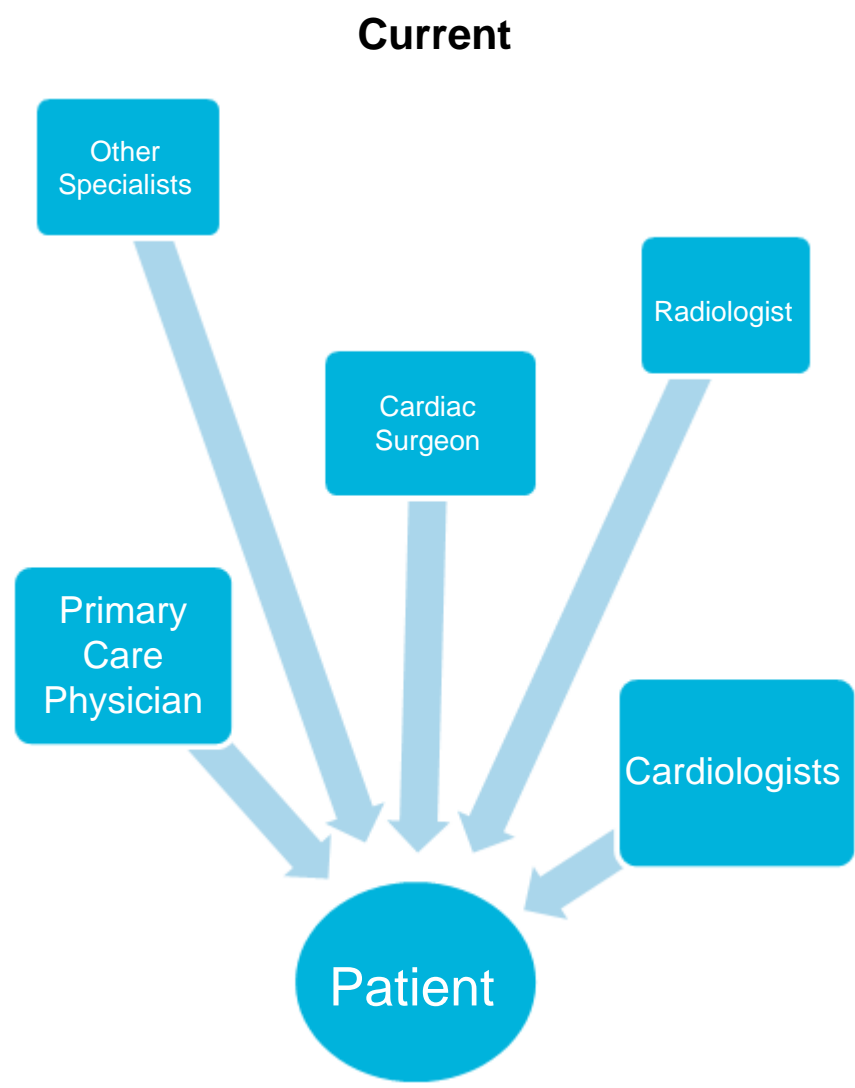 Current
Other
Specialists
Radiologist
Cardiac
Surgeon
Primary
Care
Physician
Cardiologists
Patient